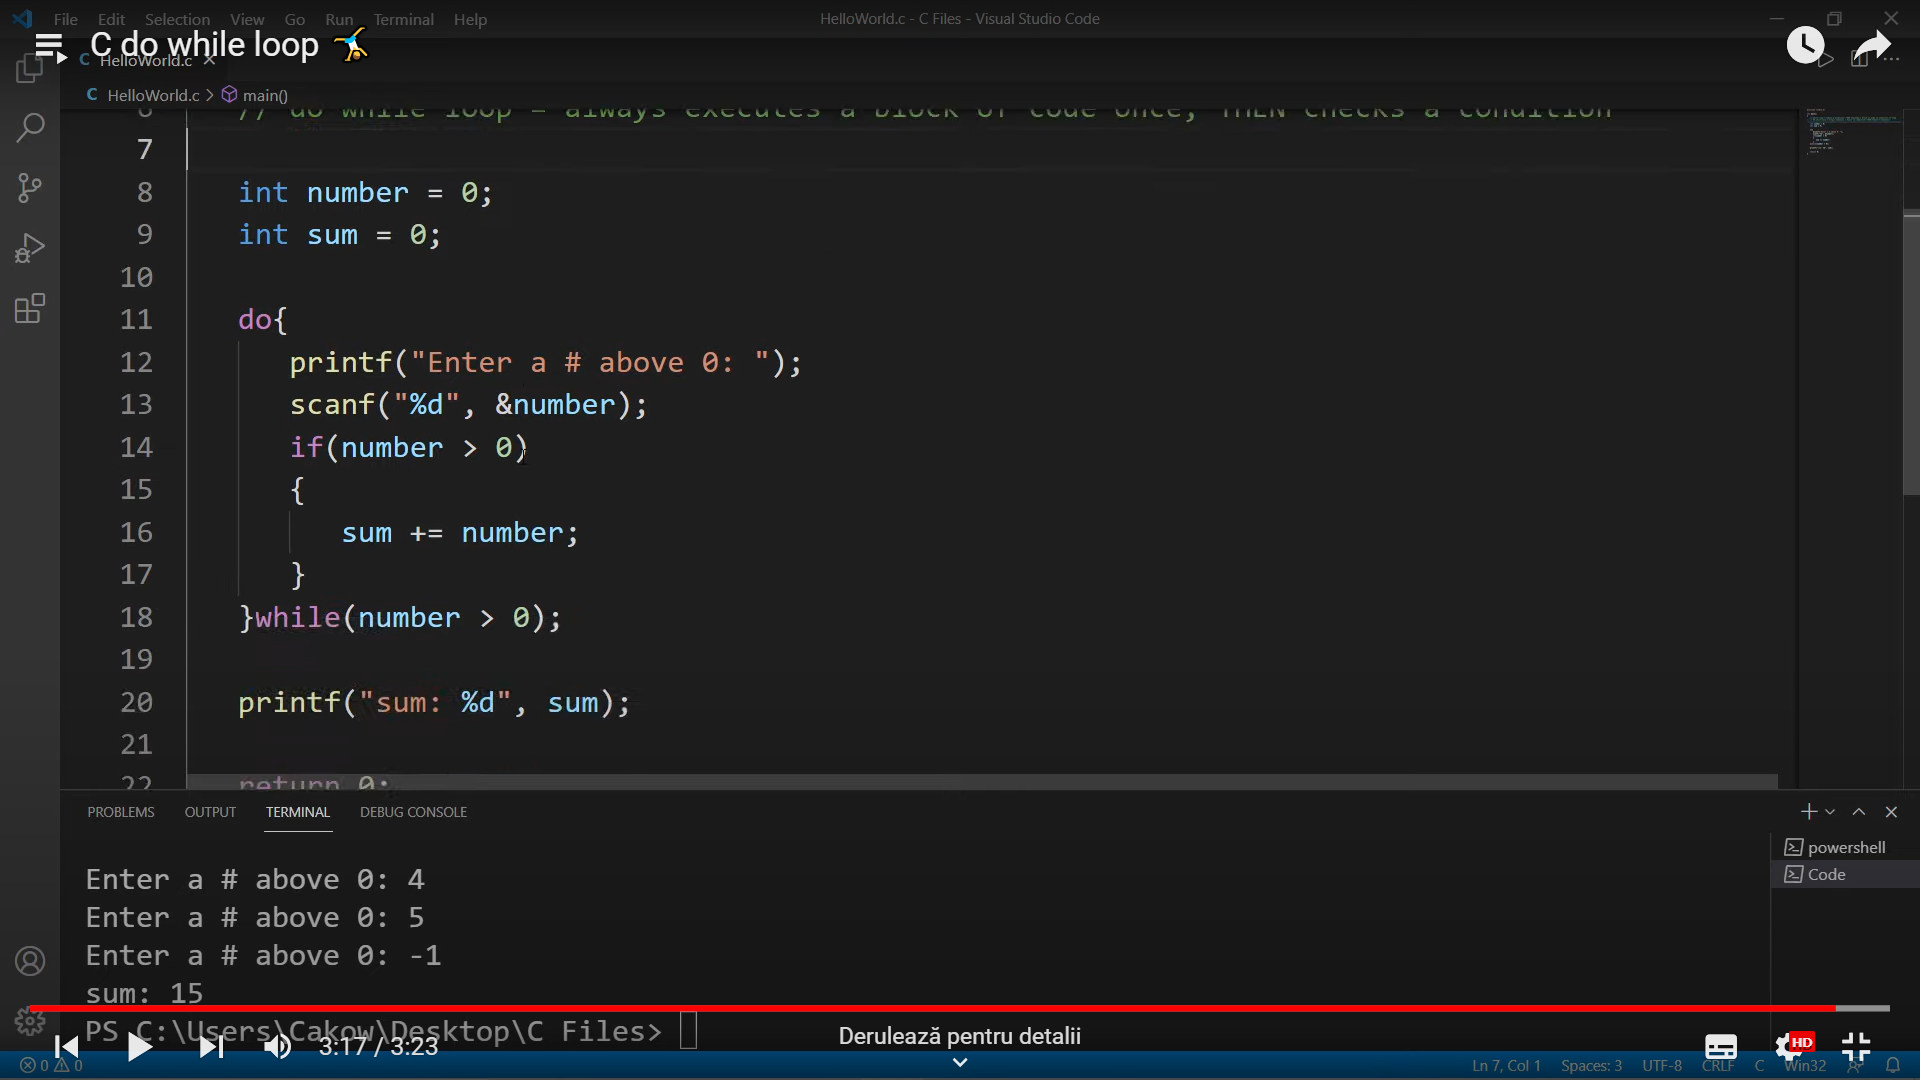 File Edit Selection View Go Run Terminal Help
HelloWorld.c - C Files - Visual Studio Code
C do while loop
C HelloWorld.c ×
C HelloWorld.c > main()
6 // do while loop = always executes a block of code once, THEN checks a condition
7
8 int number = 0;
9 int sum = 0;
10
11 do{
12 printf("Enter a # above 0: ");
13 scanf("%d", &number);
14 if(number > 0)
15 {
16 sum += number;
17 }
18 }while(number > 0);
19
20 printf("sum: %d", sum);
21
22 return 0;
PROBLEMS OUTPUT TERMINAL DEBUG CONSOLE
powershell
Code
Enter a # above 0: 4
Enter a # above 0: 5
Enter a # above 0: -1
sum: 15
PS C:\Users\Cakow\Desktop\C Files>
3:17 / 3:23
Derulează pentru detalii
HD
0 0
Ln 7, Col 1 Spaces: 3 UTF-8 CRLF C Win32